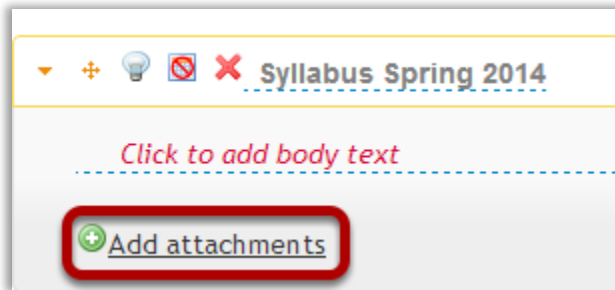 Syllabus Spring 2014
Click to add body text
Add attachments